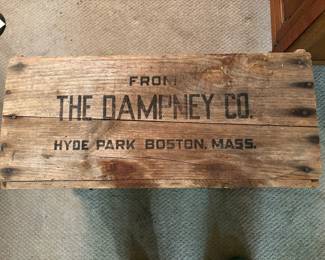 FROM
THE DAMPNEY CO.
HYDE PARK BOSTON, MASS.